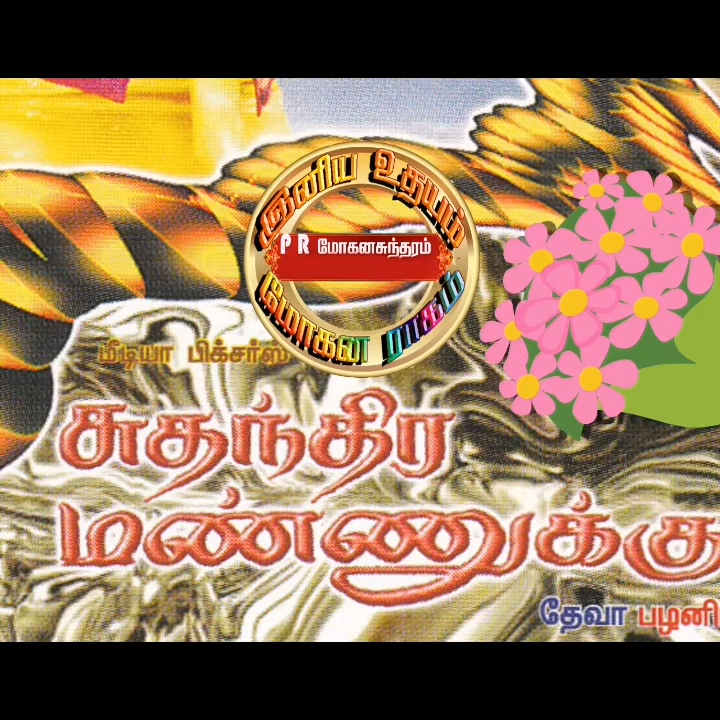 இனிய உதயம்
P R மோகனசுந்தரம்
மோகன ராகம்
மீடியா பிக்சர்ஸ்
சுதந்திர
மண்ணுக்கு
தேவா பழனி